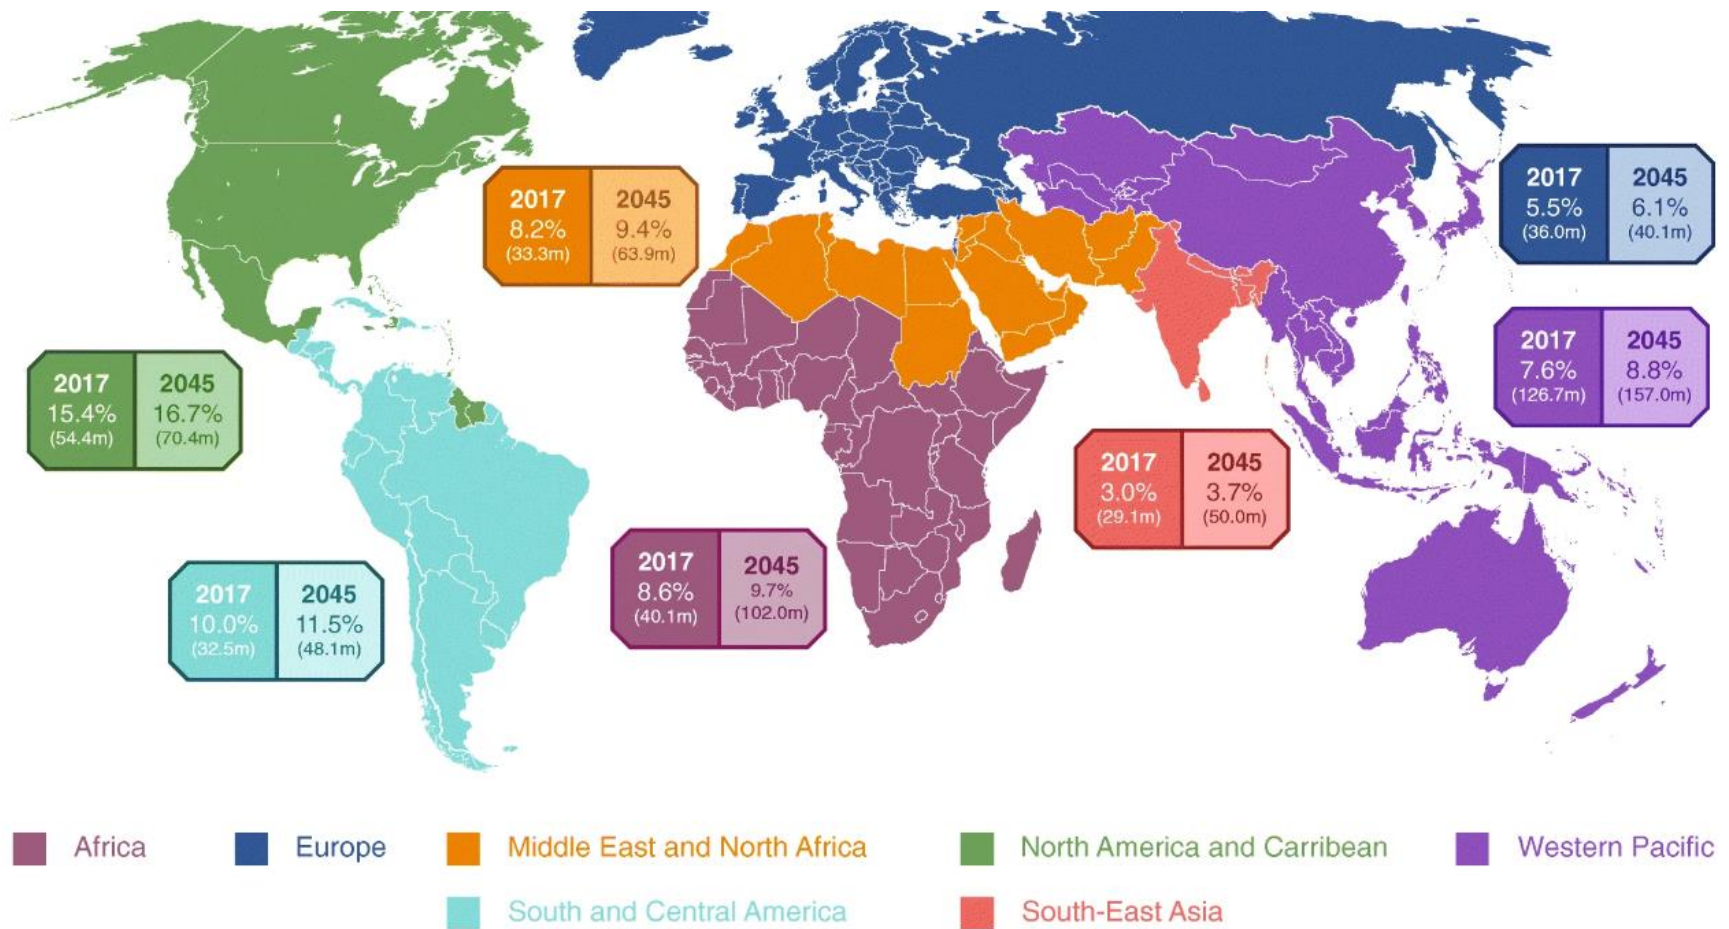 2017 2045
5.5% 6.1%
(36.0m) (40.1m)
2017 2045
8.2% 9.4%
(33.3m) (63.9m)
2017 2045
7.6% 8.8%
(126.7m) (157.0m)
2017 2045
15.4% 16.7%
(54.4m) (70.4m)
2017 2045
3.0% 3.7%
(29.1m) (50.0m)
2017 2045
8.6% 9.7%
(40.1m) (102.0m)
2017 2045
10.0% 11.5%
(32.5m) (48.1m)
Africa Europe Middle East and North Africa North America and Carribean Western Pacific
South and Central America South-East Asia